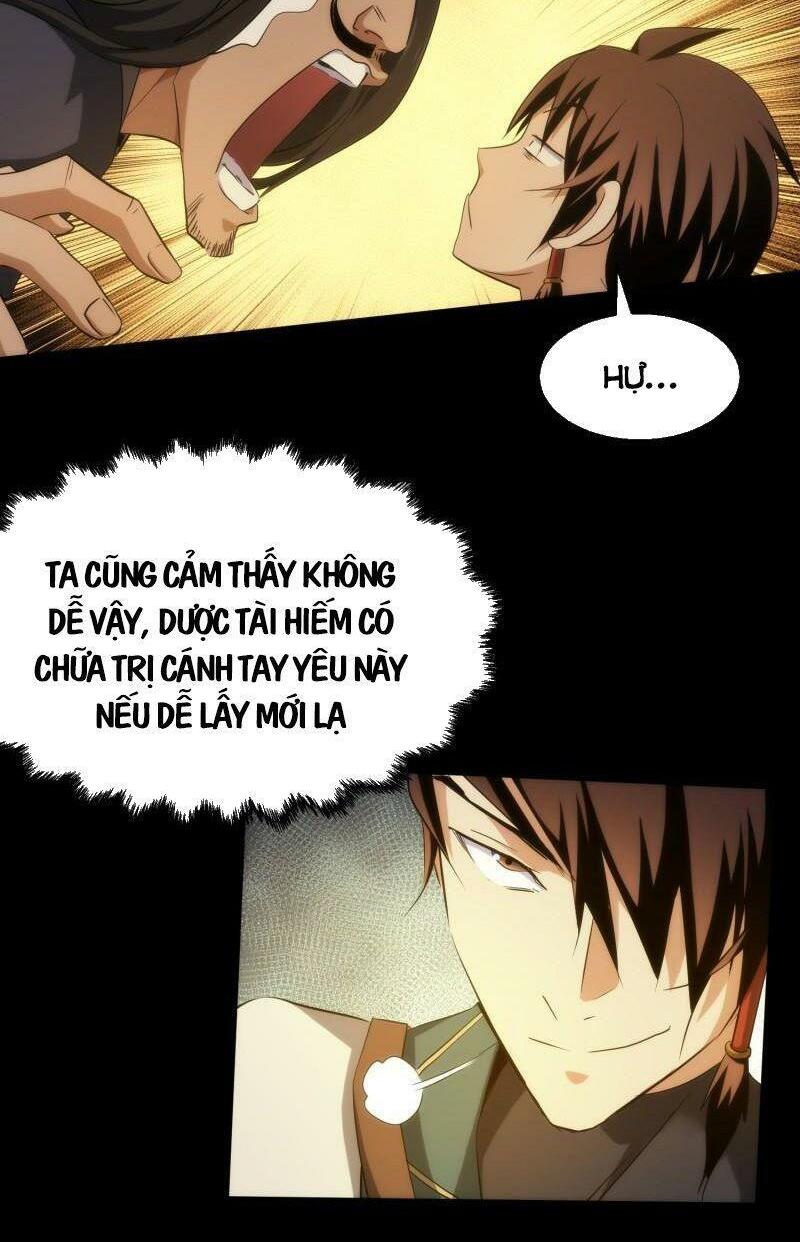 HỰ...
TA CŨNG CẢM THẤY KHÔNG
DỄ VẬY, DƯỢC TÀI HIẾM CÓ
CHỮA TRỊ CÁNH TAY YÊU NÀY
NẾU DỄ LẤY MỚI LẠ